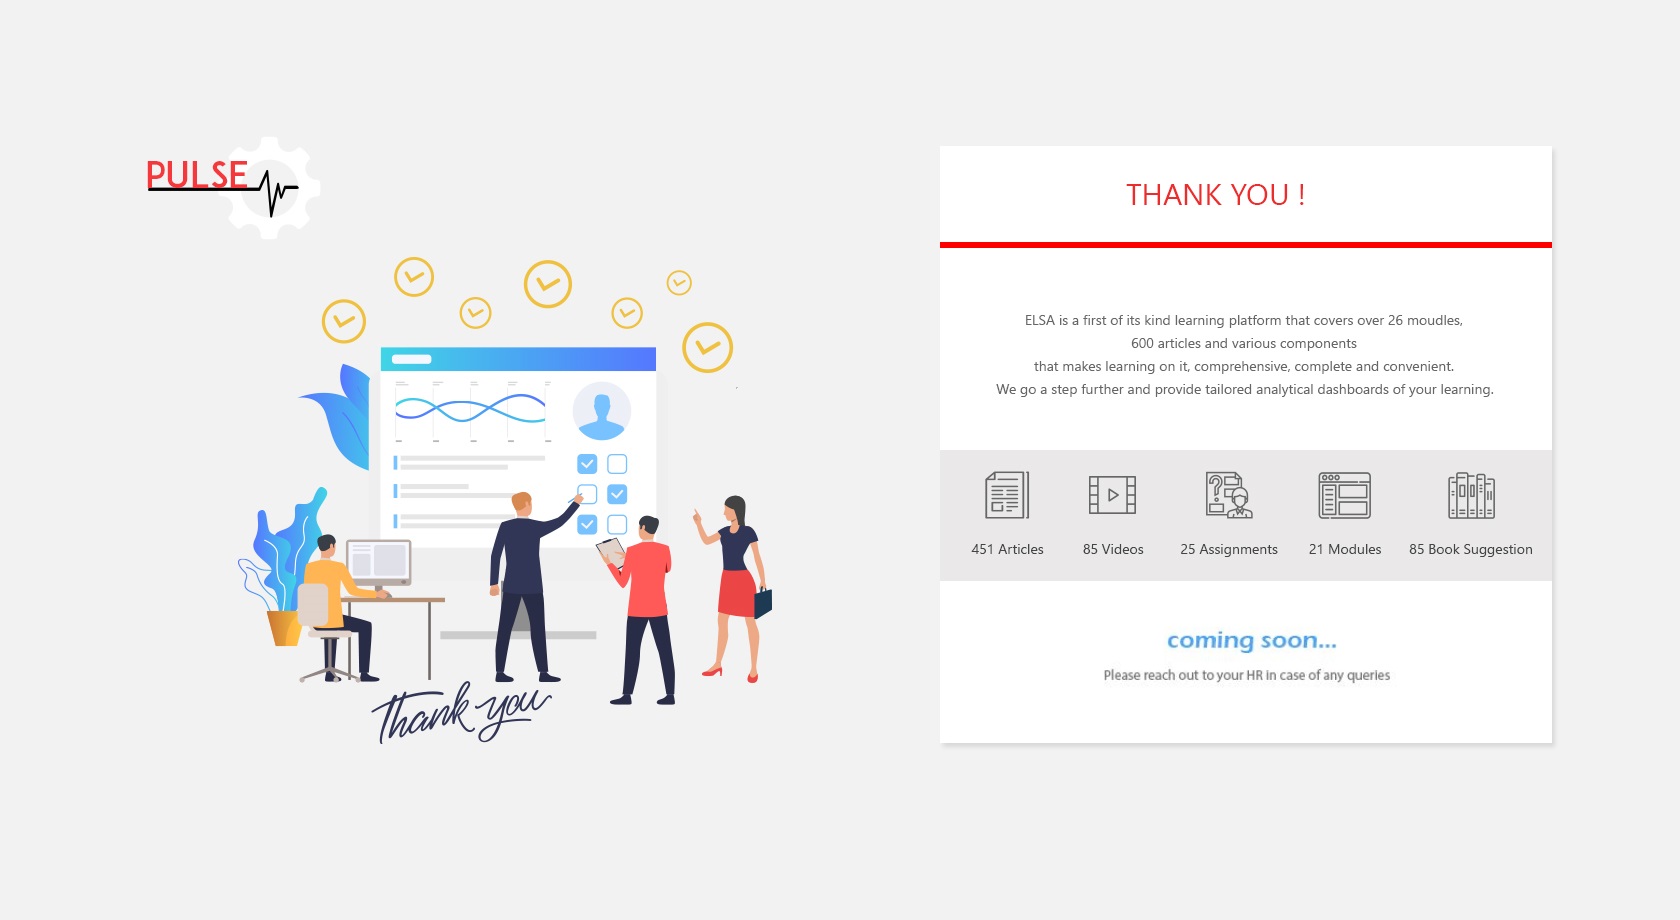 PULSE
Thank you
THANK YOU !
ELSA is a first of its kind learning platform that covers over 26 moudles,
600 articles and various components
that makes learning on it, comprehensive, complete and convenient.
We go a step further and provide tailored analytical dashboards of your learning.
451 Articles
85 Videos
25 Assignments
21 Modules
85 Book Suggestion
coming soon...
Please reach out to your HR in case of any queries